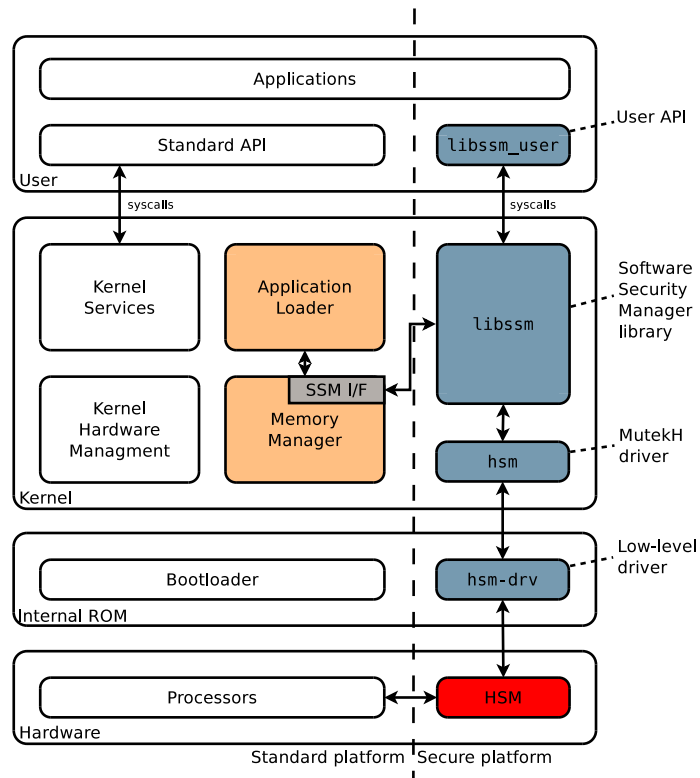 Applications
Standard API
libssm_user
User API
User
syscalls
syscalls
Kernel
Services
Application
Loader
libssm
Software
Security
Manager
library
SSM I/F
Kernel
Hardware
Managment
Memory
Manager
hsm
MutekH
driver
Kernel
Bootloader
hsm-drv
Low-level
driver
Internal ROM
Processors
HSM
Hardware
Standard platform
Secure platform